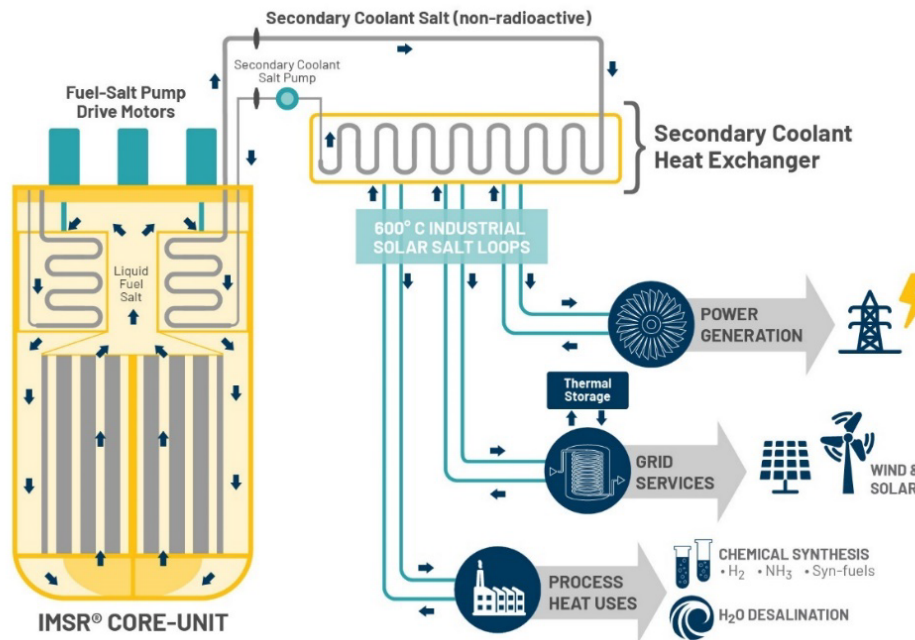 Secondary Coolant Salt (non-radioactive)
Secondary Coolant
Salt Pump
Fuel-Salt Pump
Drive Motors
Secondary Coolant
Heat Exchanger
600° C INDUSTRIAL
SOLAR SALT LOOPS
Liquid
Fuel
Salt
POWER
GENERATION
Thermal
Storage
GRID
SERVICES
WIND &
SOLAR
PROCESS
HEAT USES
CHEMICAL SYNTHESIS
• H₂ • NH₃ • Syn-fuels
H₂O DESALINATION
IMSR® CORE-UNIT